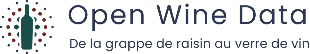 Open Wine Data
De la grappe de raisin au verre de vin